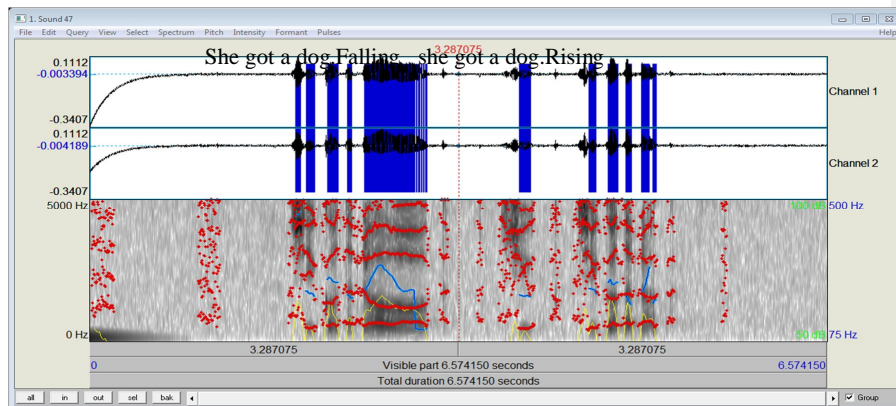 1. Sound 47
File Edit Query View Select Spectrum Pitch Intensity Formant Pulses Help
3.287075
She got a dog.Falling she got a dog.Rising
0.1112
-0.003394
Channel 1
-0.3407
0.1112
-0.004189
Channel 2
-0.3407
5000 Hz
100 dB 500 Hz
0 Hz
50 dB 75 Hz
3.287075 3.287075
0 Visible part 6.574150 seconds 6.574150
Total duration 6.574150 seconds
all in out sel bak Group